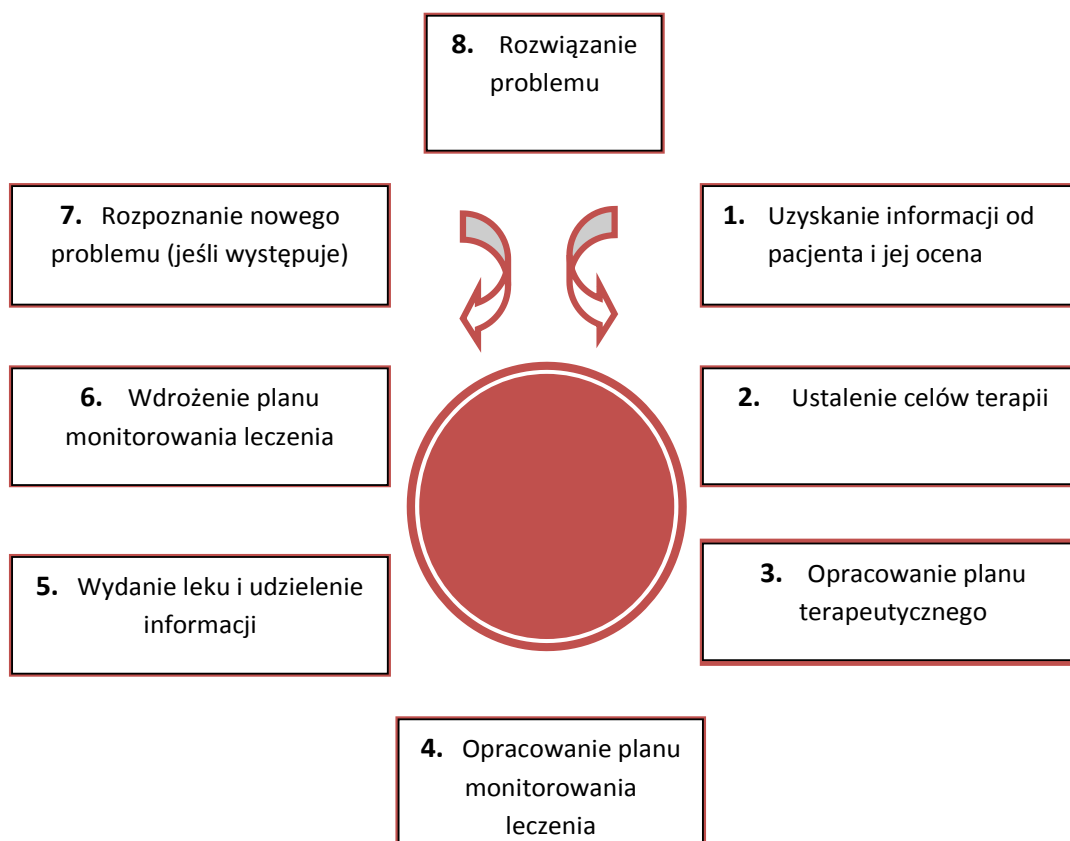 8. Rozwiązanie
problemu
7. Rozpoznanie nowego
problemu (jeśli występuje)
1. Uzyskanie informacji od
pacjenta i jej ocena
6. Wdrożenie planu
monitorowania leczenia
2. Ustalenie celów terapii
5. Wydanie leku i udzielenie
informacji
3. Opracowanie planu
terapeutycznego
4. Opracowanie planu
monitorowania
leczenia